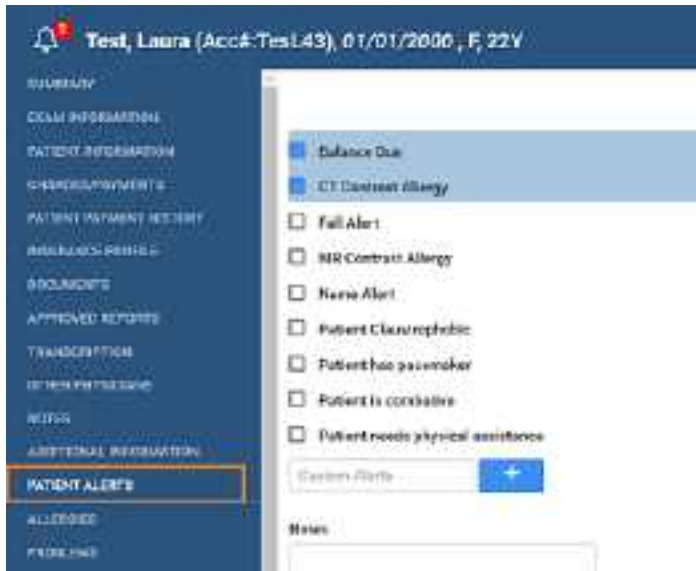 Test, Laura (Acc#:TesL43), 01/01/2000 , F, 22Y
SUMMARY
EXAM INFORMATION
PATIENT INFORMATION
CHARGES/PAYMENTS
PATIENT PAYMENT HISTORY
INSURANCE PROFILE
DOCUMENTS
APPROVED REPORTS
TRANSCRIPTION
OTHER PHYSICIANS
NOTES
ADDITIONAL INFORMATION
PATIENT ALERTS
ALLERGIES
PROBLEMS
Balance Due
CT Contrast Allergy
Fall Alert
MR Contrast Allergy
Name Alert
Patient Claustrophobic
Patient has pacemaker
Patient is combative
Patient needs physical assistance
Custom Alerts
+
Notes